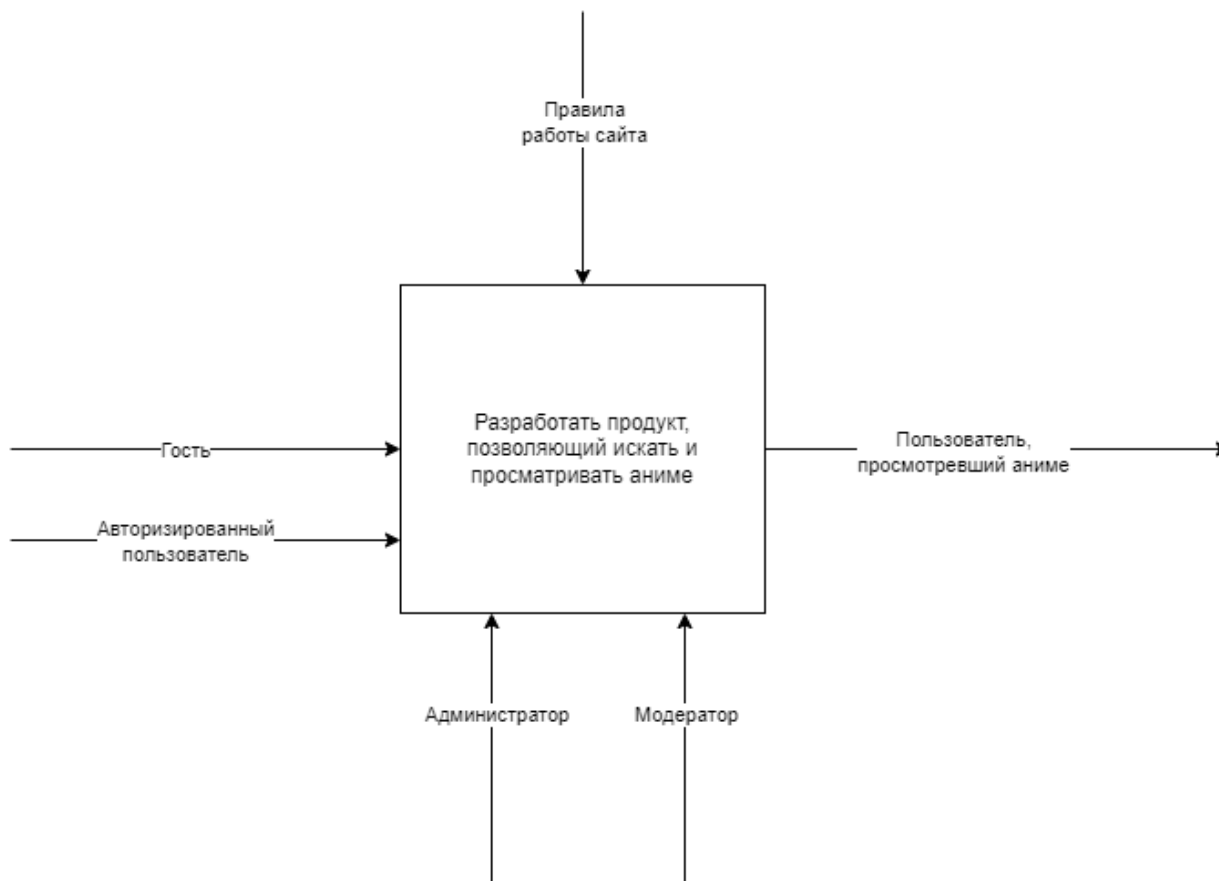 Правила
работы сайта
Разработать продукт,
позволяющий искать и
просматривать аниме
Гость
Пользователь,
просмотревший аниме
Авторизированный
пользователь
Администратор
Модератор